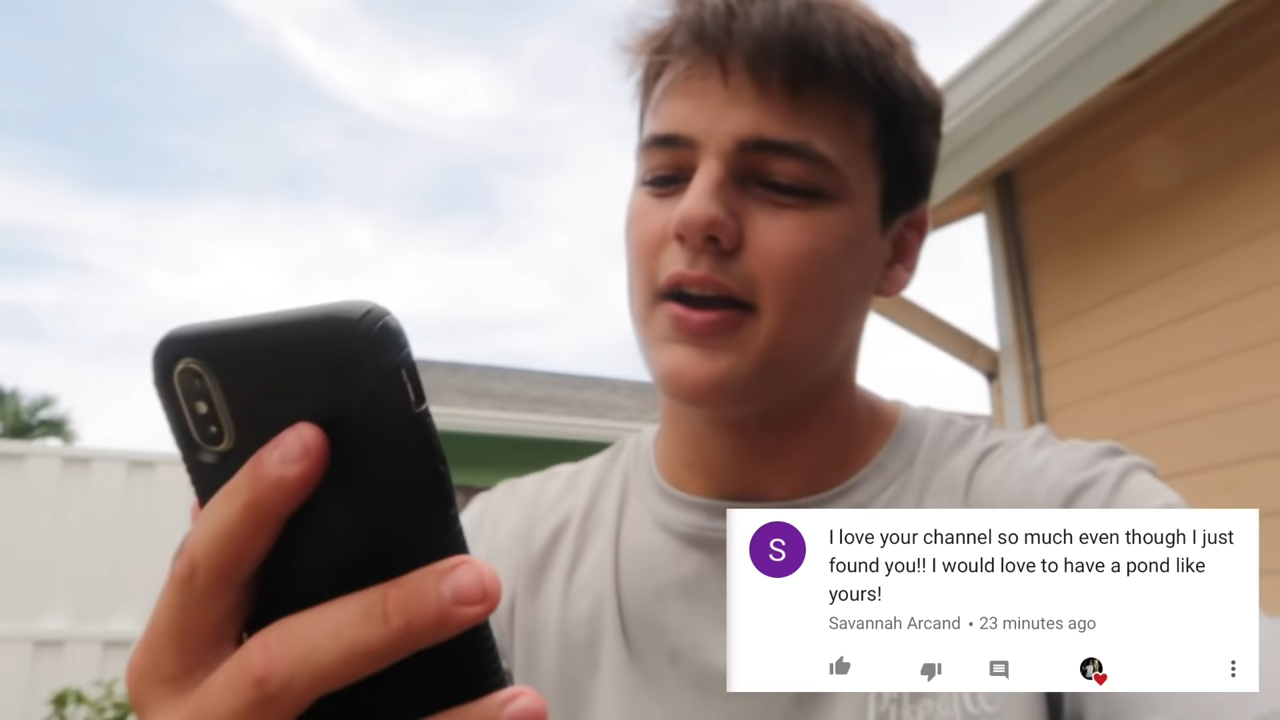 S
I love your channel so much even though I just
found you!! I would love to have a pond like
yours!
Savannah Arcand • 23 minutes ago